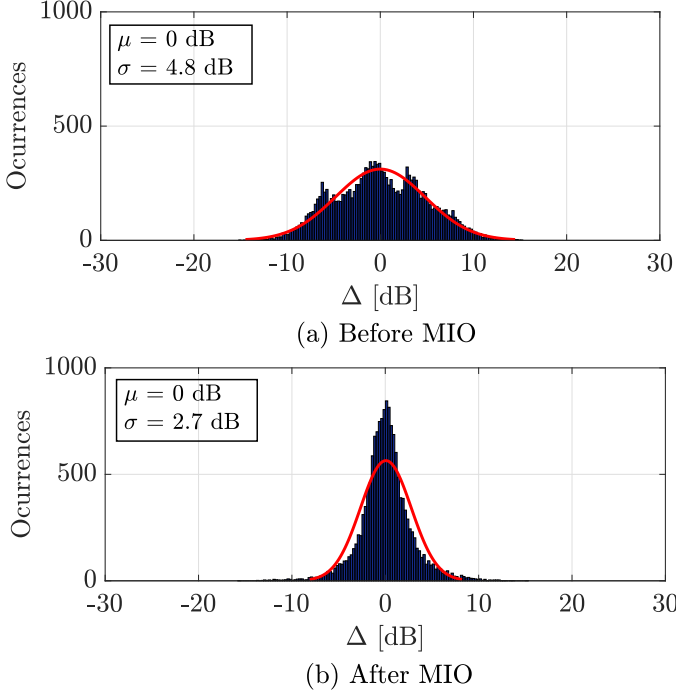 1000
500
0
Ocurrences
μ = 0 dB
σ = 4.8 dB
-30 -20 -10 0 10 20 30
Δ [dB]
(a) Before MIO
1000
500
0
Ocurrences
μ = 0 dB
σ = 2.7 dB
-30 -20 -10 0 10 20 30
Δ [dB]
(b) After MIO